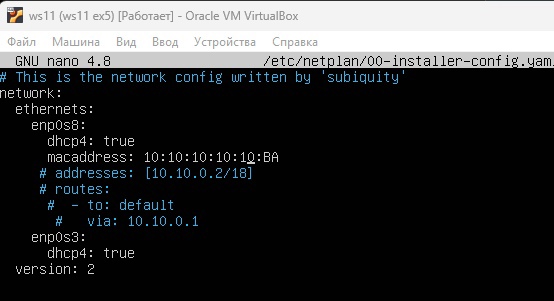 ws11 (ws11 ex5) [Работает] - Oracle VM VirtualBox
Файл Машина Вид Ввод Устройства Справка
GNU nano 4.8 /etc/netplan/00-installer-config.yam
# This is the network config written by 'subiquity'
network:
  ethernets:
    enp0s8:
      dhcp4: true
      macaddress: 10:10:10:10:10:BA
     # addresses: [10.10.0.2/18]
     # routes:
      #  - to: default
       #   via: 10.10.0.1
    enp0s3:
      dhcp4: true
  version: 2